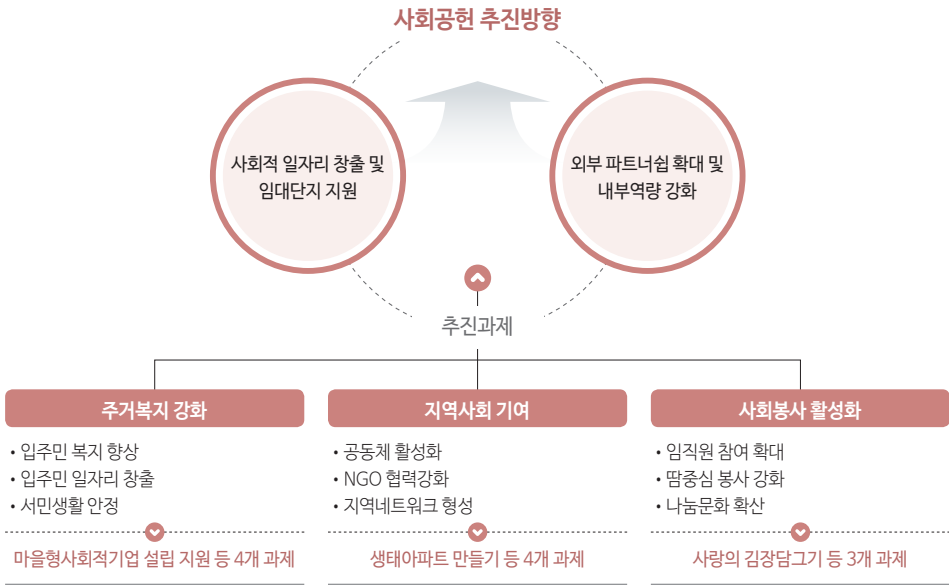 사회공헌 추진방향
사회적 일자리 창출 및
임대단지 지원
외부 파트너쉽 확대 및
내부역량 강화
추진과제
주거복지 강화
• 입주민 복지 향상
• 입주민 일자리 창출
• 서민생활 안정
마을형사회적기업 설립 지원 등 4개 과제
지역사회 기여
• 공동체 활성화
• NGO 협력강화
• 지역네트워크 형성
생태아파트 만들기 등 4개 과제
사회봉사 활성화
• 임직원 참여 확대
• 땀중심 봉사 강화
• 나눔문화 확산
사랑의 김장담그기 등 3개 과제